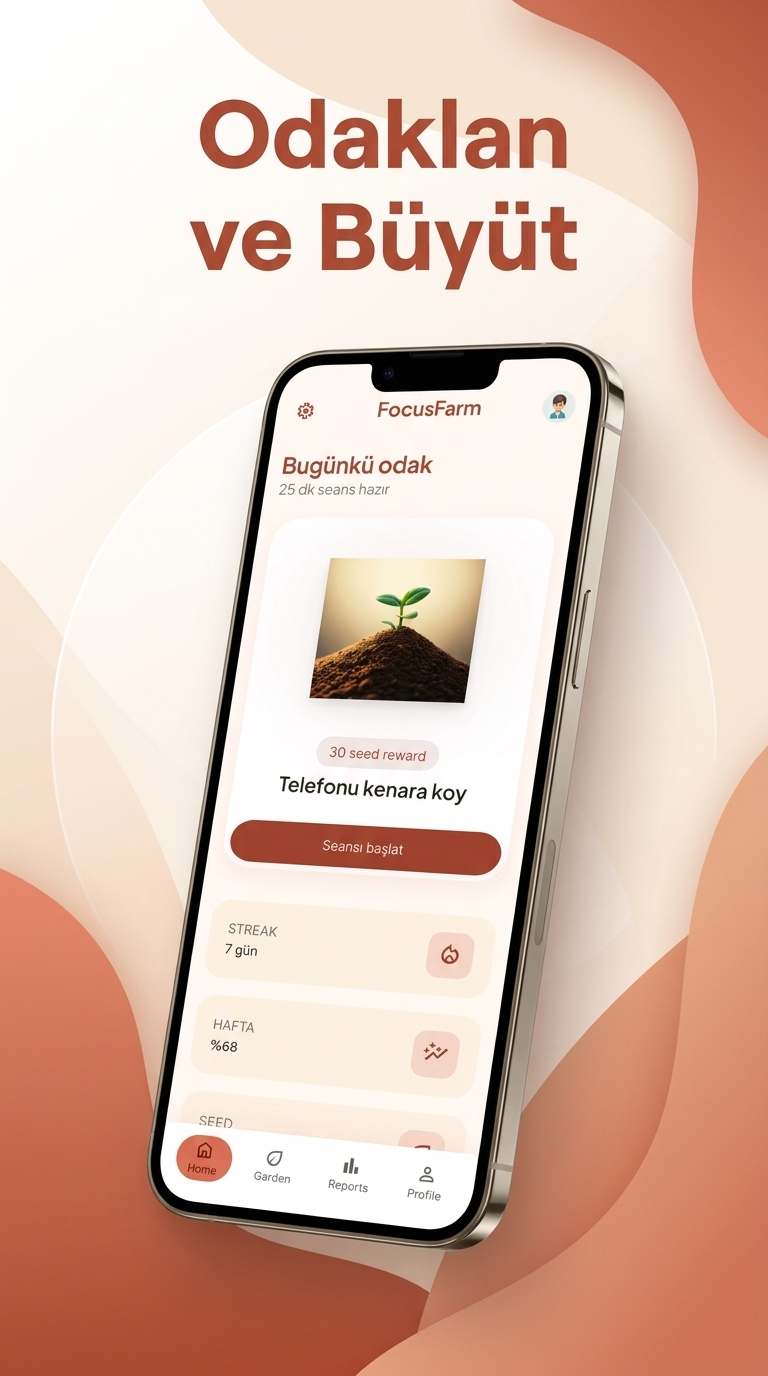 Odaklan
ve Büyüt
FocusFarm
Bugünkü odak
25 dk seans hazır
30 seed reward
Telefonu kenara koy
Seansı başlat
STREAK
7 gün
HAFTA
%68
SEED
Home
Garden
Reports
Profile